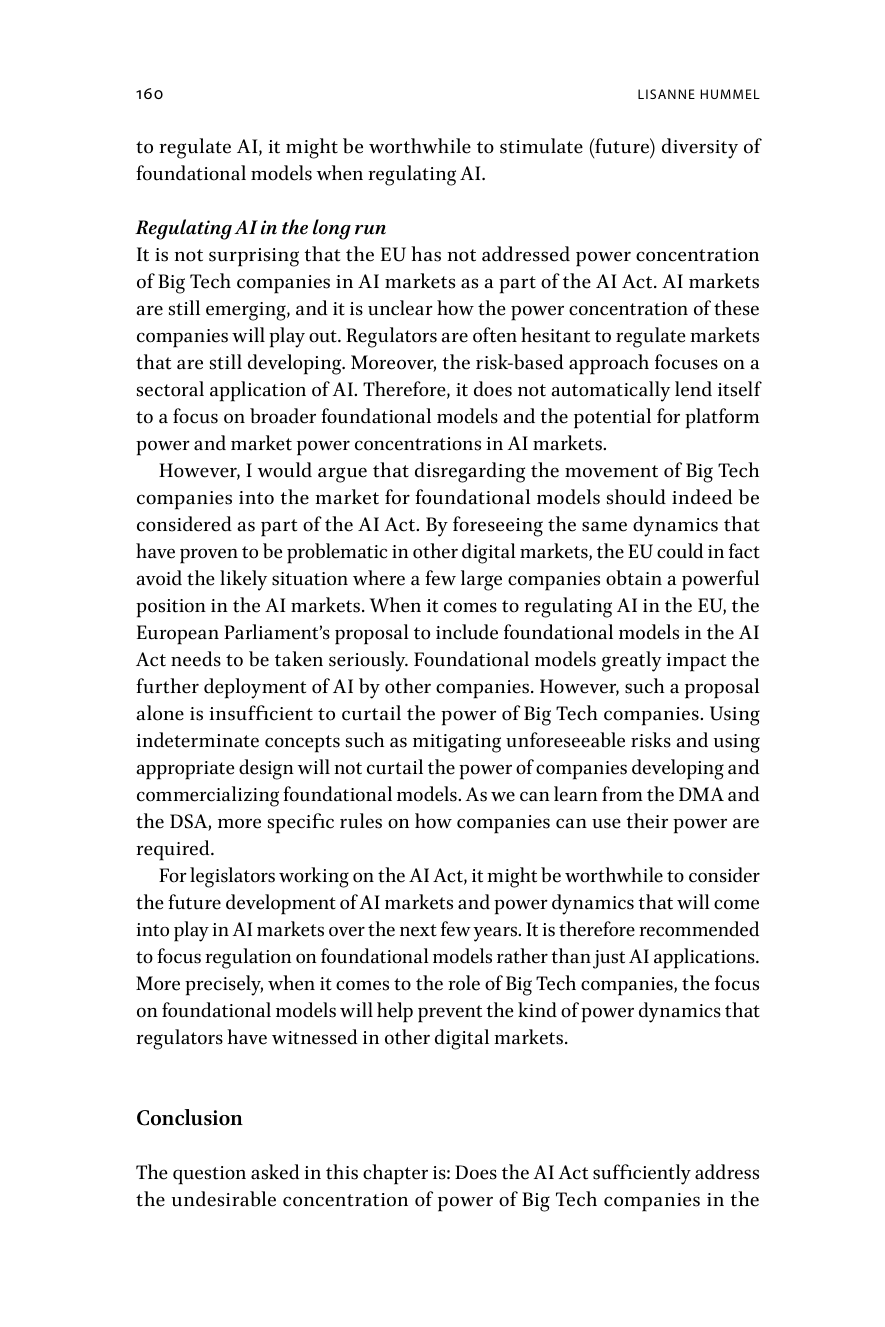 160
LISANNE HUMMEL
to regulate AI, it might be worthwhile to stimulate (future) diversity of
foundational models when regulating AI.
Regulating AI in the long run
It is not surprising that the EU has not addressed power concentration
of Big Tech companies in AI markets as a part of the AI Act. AI markets
are still emerging, and it is unclear how the power concentration of these
companies will play out. Regulators are often hesitant to regulate markets
that are still developing. Moreover, the risk-based approach focuses on a
sectoral application of AI. Therefore, it does not automatically lend itself
to a focus on broader foundational models and the potential for platform
power and market power concentrations in AI markets.
However, I would argue that disregarding the movement of Big Tech
companies into the market for foundational models should indeed be
considered as part of the AI Act. By foreseeing the same dynamics that
have proven to be problematic in other digital markets, the EU could in fact
avoid the likely situation where a few large companies obtain a powerful
position in the AI markets. When it comes to regulating AI in the EU, the
European Parliament's proposal to include foundational models in the AI
Act needs to be taken seriously. Foundational models greatly impact the
further deployment of AI by other companies. However, such a proposal
alone is insufficient to curtail the power of Big Tech companies. Using
indeterminate concepts such as mitigating unforeseeable risks and using
appropriate design will not curtail the power of companies developing and
commercializing foundational models. As we can learn from the DMA and
the DSA, more specific rules on how companies can use their power are
required.
For legislators working on the AI Act, it might be worthwhile to consider
the future development of AI markets and power dynamics that will come
into play in AI markets over the next few years. It is therefore recommended
to focus regulation on foundational models rather than just AI applications.
More precisely, when it comes to the role of Big Tech companies, the focus
on foundational models will help prevent the kind of power dynamics that
regulators have witnessed in other digital markets.
Conclusion
The question asked in this chapter is: Does the AI Act sufficiently address
the undesirable concentration of power of Big Tech companies in the